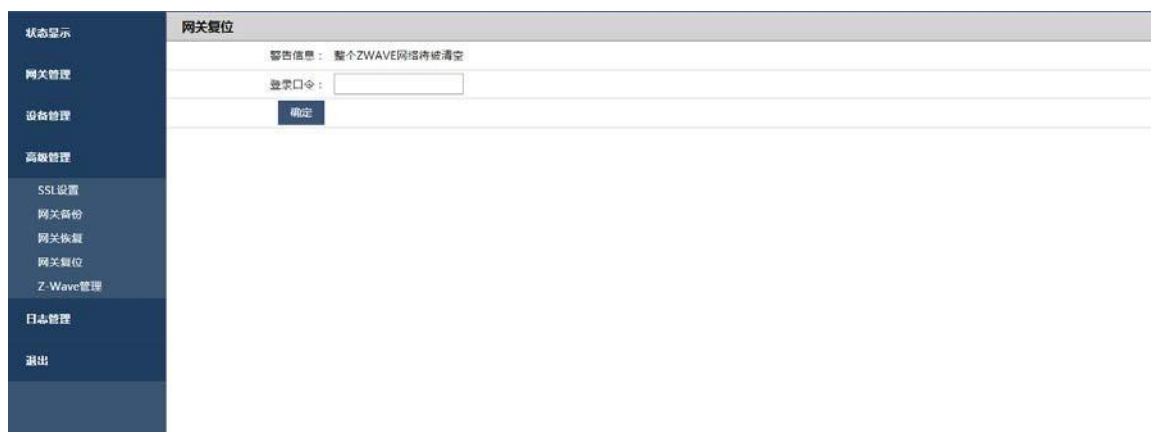 状态显示
网关管理
设备管理
高级管理
SSL设置
网关备份
网关恢复
网关复位
Z-Wave管理
日志管理
退出
网关复位
警告信息： 整个ZWAVE网络将被清空
登录口令：
确定